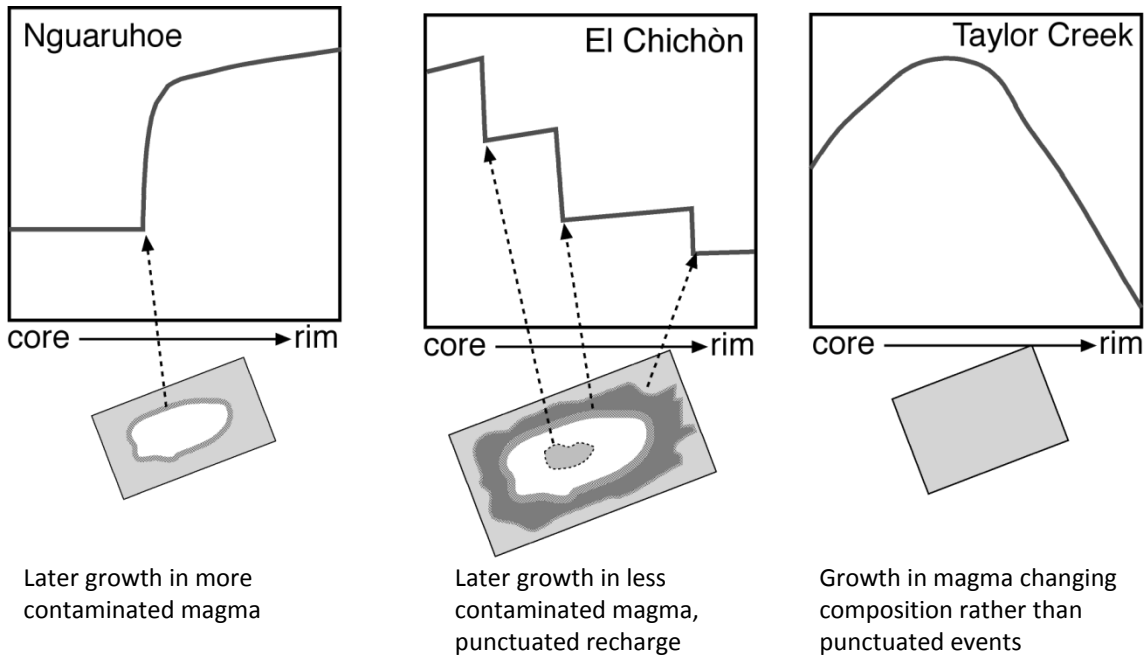 Nguaruhoe
core rim
Later growth in more
contaminated magma
El Chichòn
core rim
Later growth in less
contaminated magma,
punctuated recharge
Taylor Creek
core rim
Growth in magma changing
composition rather than
punctuated events